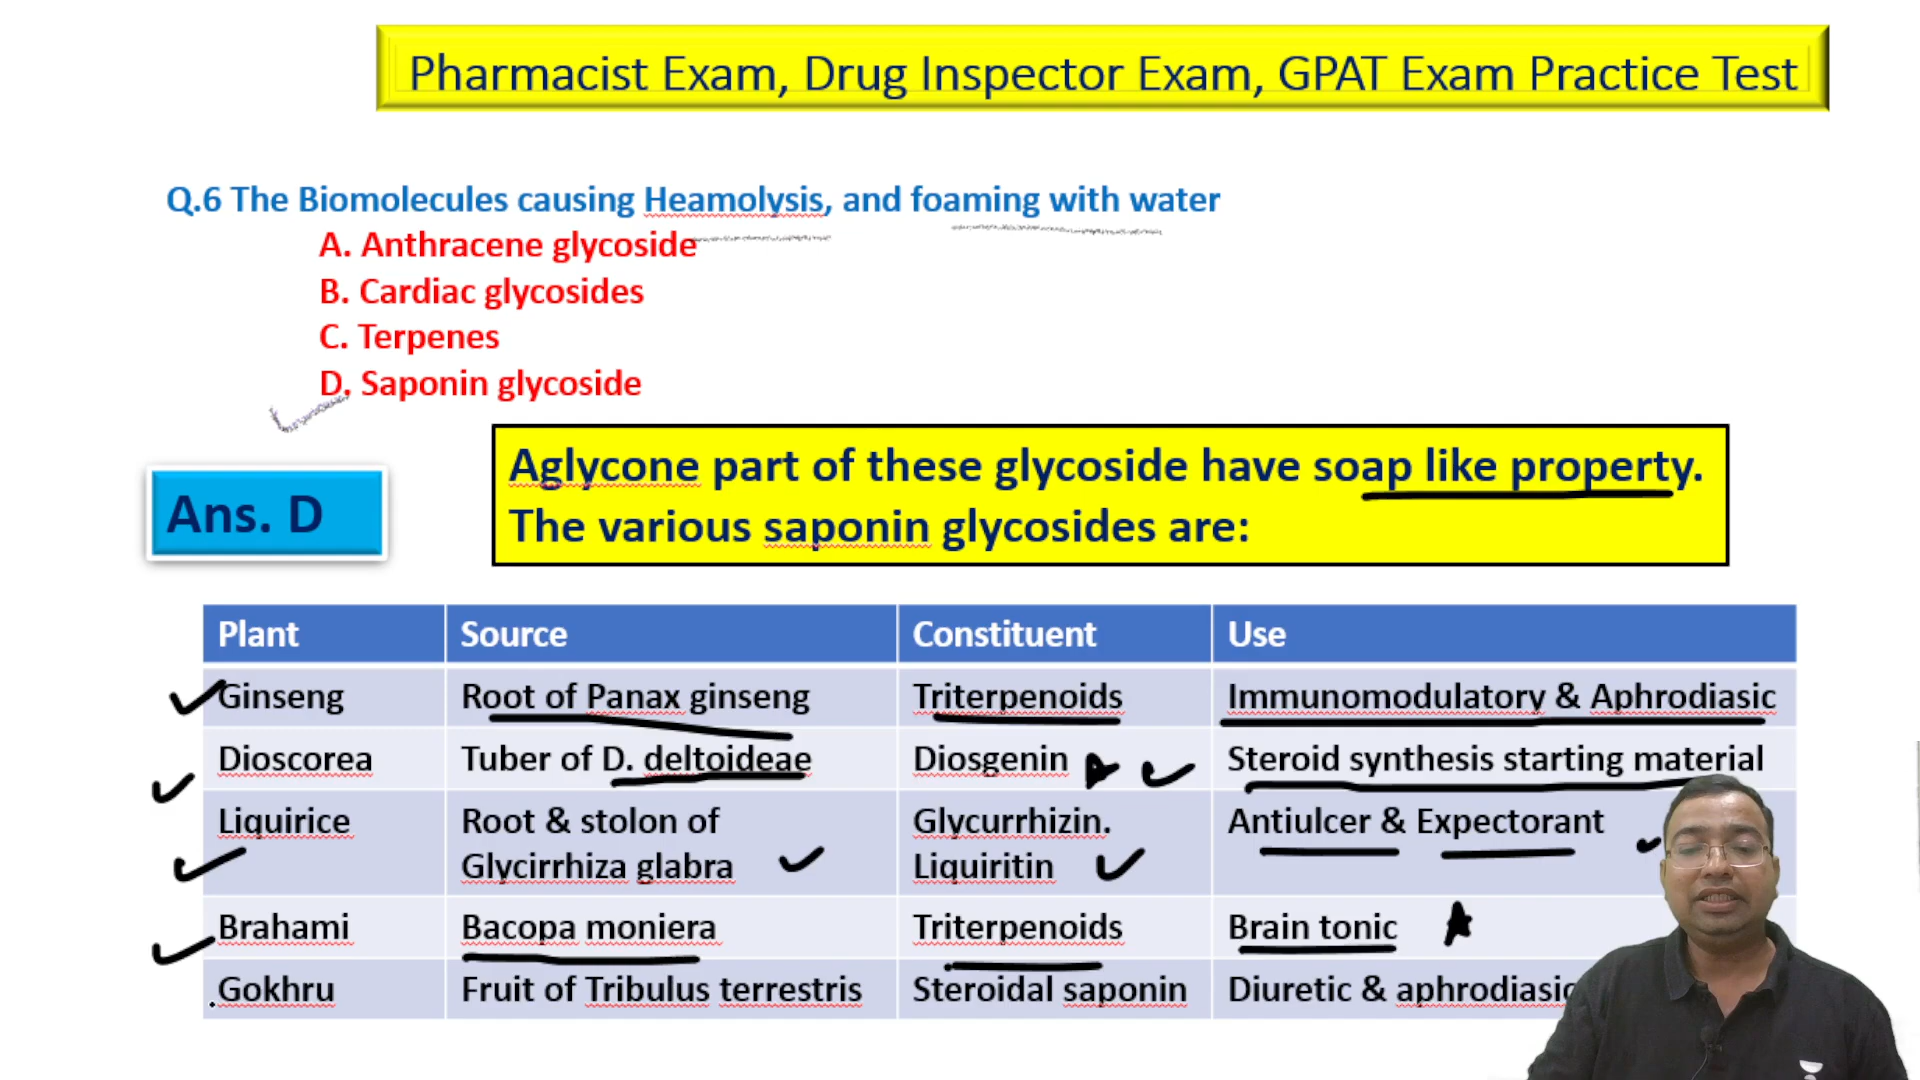 Pharmacist Exam, Drug Inspector Exam, GPAT Exam Practice Test
Q.6 The Biomolecules causing Heamolysis, and foaming with water
A. Anthracene glycoside
B. Cardiac glycosides
C. Terpenes
D. Saponin glycoside
Ans. D
Aglycone part of these glycoside have soap like property.
The various saponin glycosides are:
Plant Source Constituent Use
Ginseng Root of Panax ginseng Triterpenoids Immunomodulatory & Aphrodiasic
Dioscorea Tuber of D. deltoideae Diosgenin Steroid synthesis starting material
Liquirice Root & stolon of Glycurrhizin. Antiulcer & Expectorant
Glycirrhiza glabra Liquiritin
Brahami Bacopa moniera Triterpenoids Brain tonic
Gokhru Fruit of Tribulus terrestris Steroidal saponin Diuretic & aphrodiasic